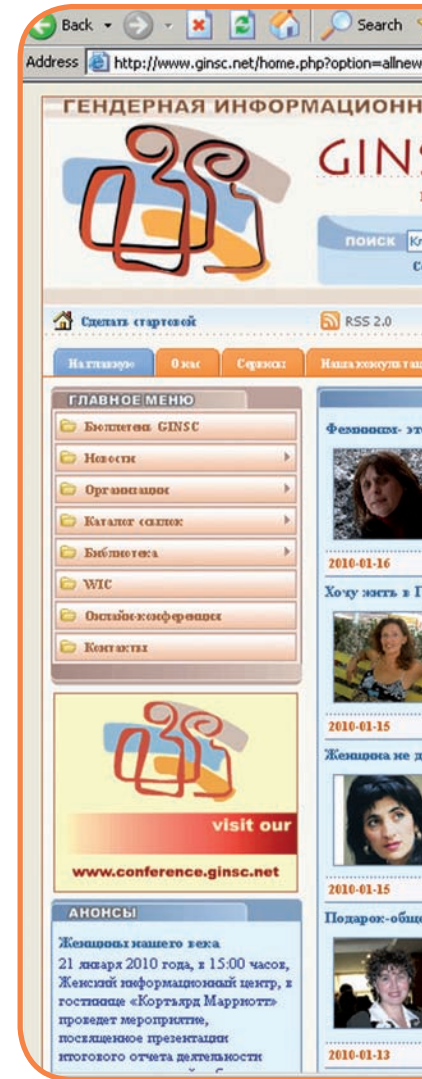 Back Search
Address http://www.ginsc.net/home.php?option=allnew
ГЕНДЕРНАЯ ИНФОРМАЦИОНН
GINS
ПОИСК
Сделать стартовой RSS 2.0
На главную О нас Сервисы Наша консультац
ГЛАВНОЕ МЕНЮ
Бюллетень GINSC
Новости
Организации
Каталог ссылок
Библиотека
WIC
Онлайн-конференция
Контакты
visit our
www.conference.ginsc.net
АНОНСЫ
Женщины нашего века
21 января 2010 года, в 15:00 часов,
Женский информационный центр, в
гостинице «Кортъярд Марриотт»
проведет мероприятие,
посвященное презентации
итогового отчета деятельности
Феминизм- эт
2010-01-16
Хочу жить в Г
2010-01-15
Женщина не д
2010-01-15
Подарок-обще
2010-01-13